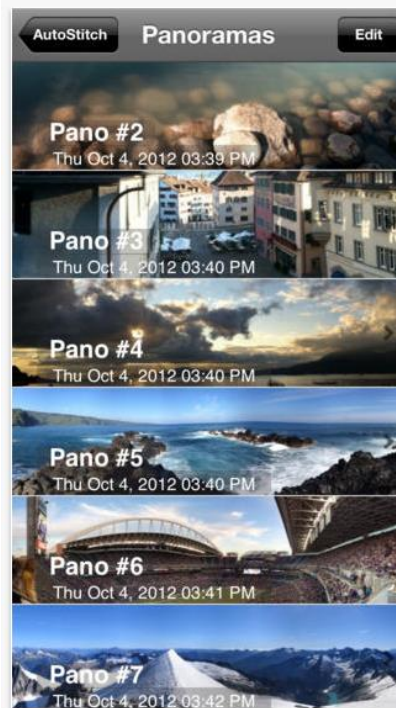 AutoStitch
Panoramas
Edit
Pano #2
Thu Oct 4, 2012 03:39 PM
Pano #3
Thu Oct 4, 2012 03:40 PM
Pano #4
Thu Oct 4, 2012 03:40 PM
Pano #5
Thu Oct 4, 2012 03:40 PM
Pano #6
Thu Oct 4, 2012 03:41 PM
Pano #7
Thu Oct 4, 2012 03:42 PM